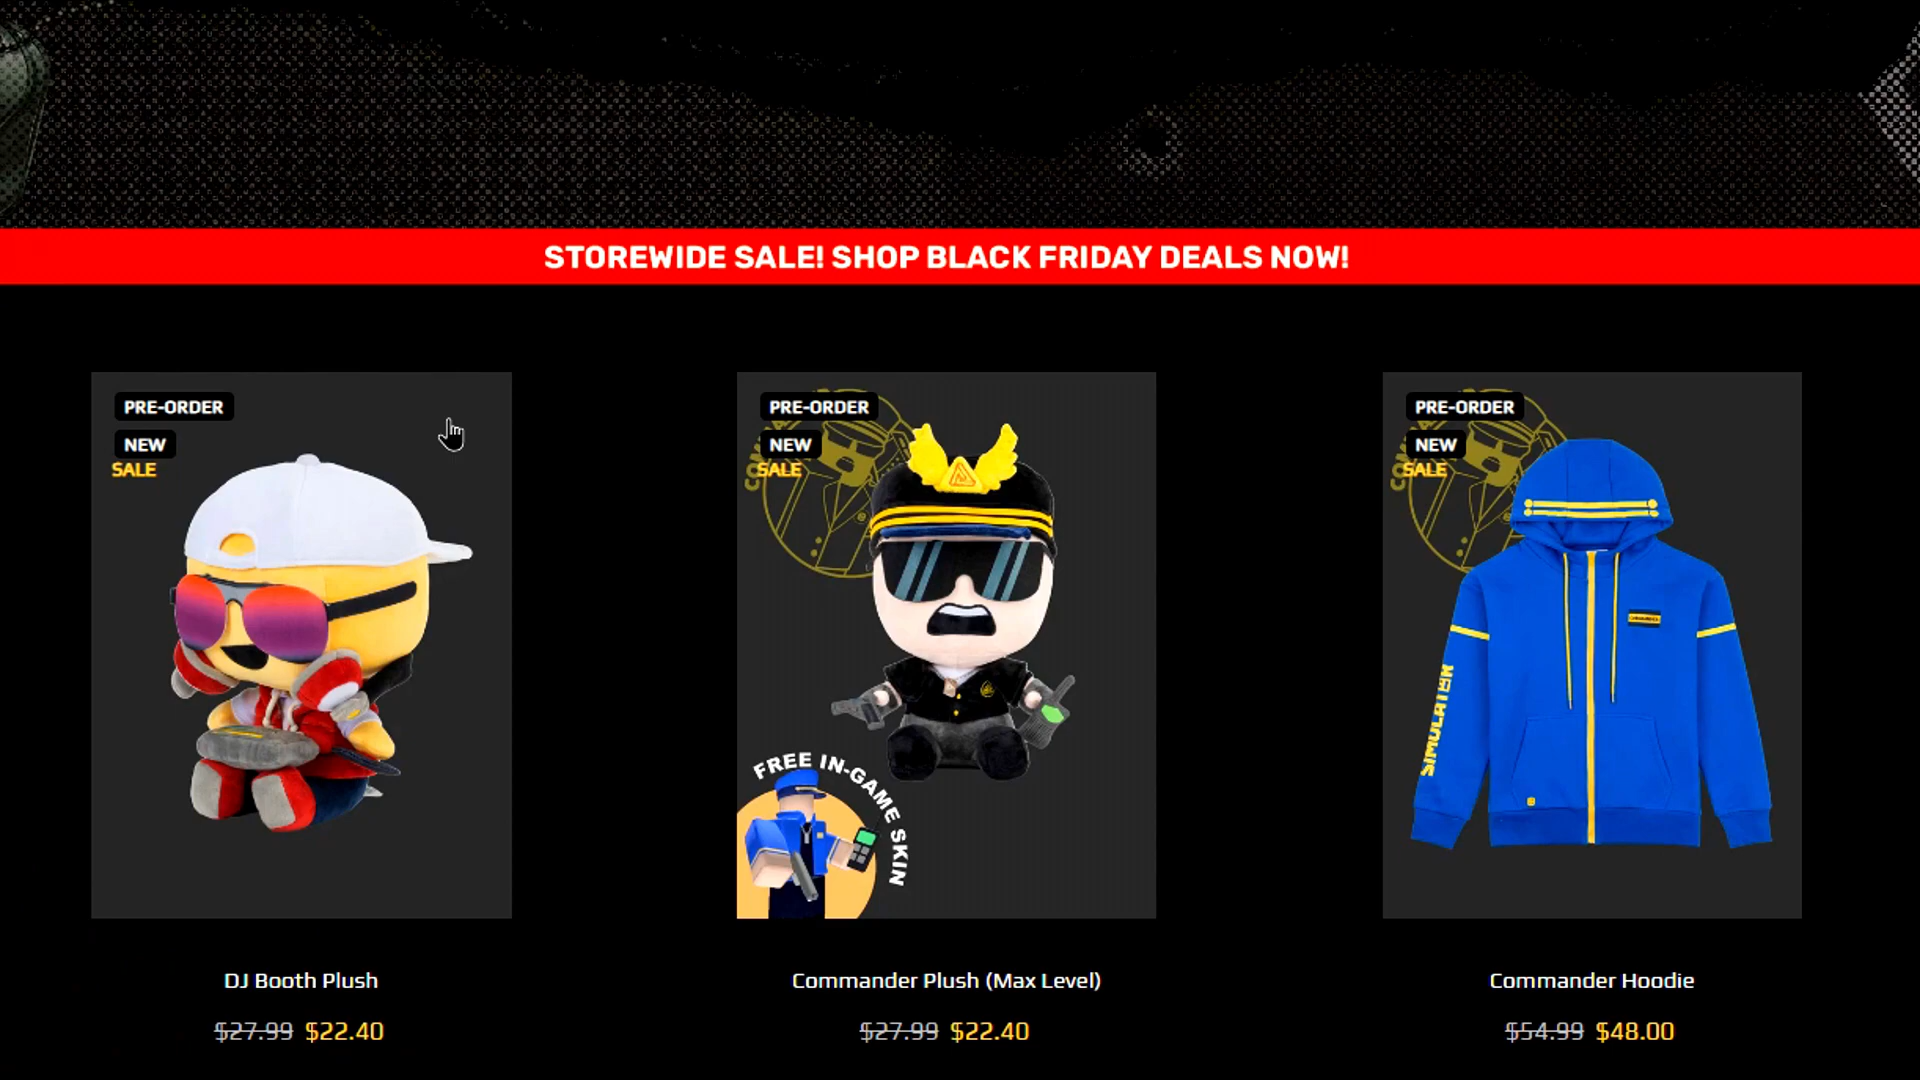 STOREWIDE SALE! SHOP BLACK FRIDAY DEALS NOW!
PRE-ORDER
NEW
SALE
PRE-ORDER
NEW
SALE
FREE IN-GAME SKIN
PRE-ORDER
NEW
SALE
SIMULATOR
DJ Booth Plush
$27.99 $22.40
Commander Plush (Max Level)
$27.99 $22.40
Commander Hoodie
$54.99 $48.00